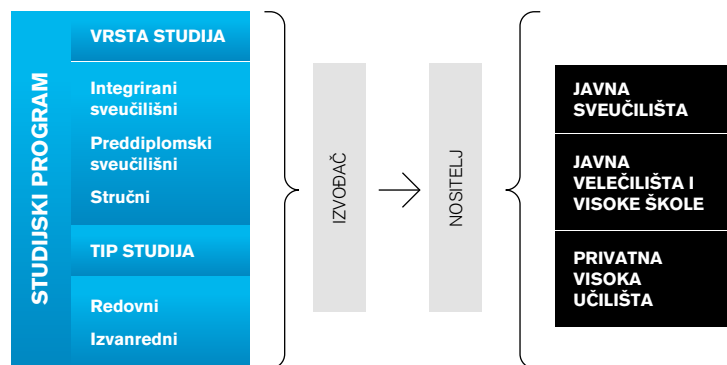 STUDIJSKI PROGRAM
VRSTA STUDIJA
Integrirani
sveučilišni
Preddiplomski
sveučilišni
Stručni
TIP STUDIJA
Redovni
Izvanredni
IZVOĐAČ
NOSITELJ
JAVNA
SVEUČILIŠTA
JAVNA
VELEČILIŠTA I
VISOKE ŠKOLE
PRIVATNA
VISOKA
UČILIŠTA